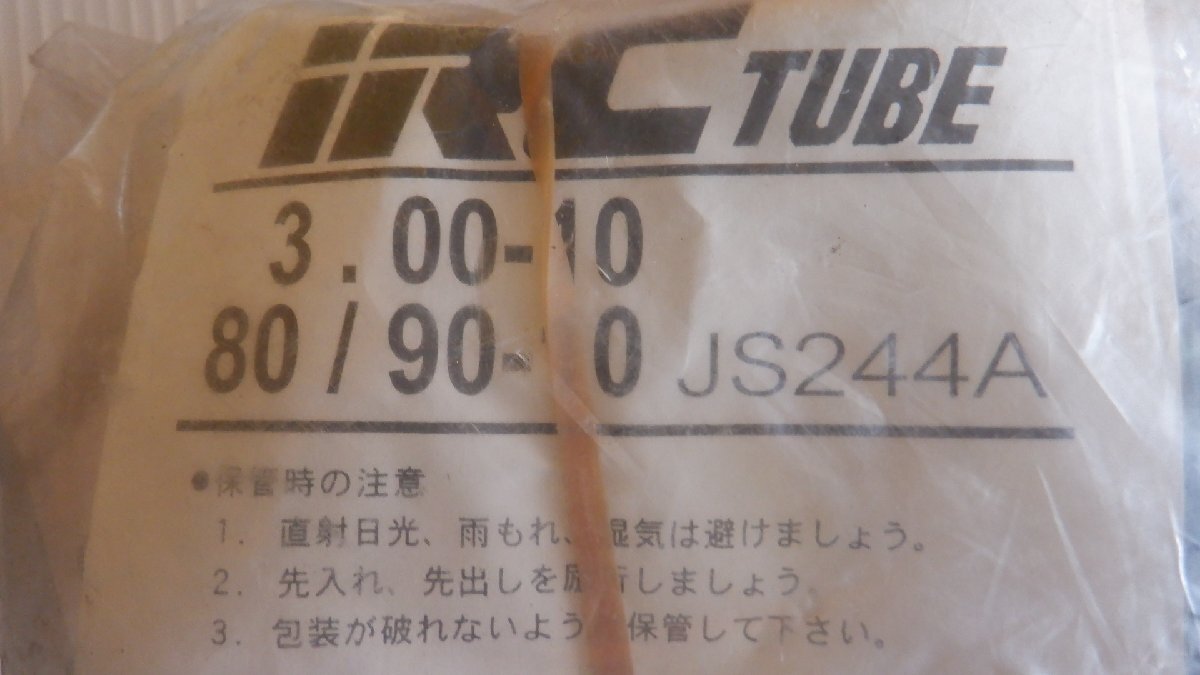 iRC TUBE
3.00-10
80/90-10 JS244A
●保管時の注意
1. 直射日光、雨もれ、湿気は避けましょう。
2. 先入れ、先出しを励行しましょう。
3. 包装が破れないよう 保管して下さい。